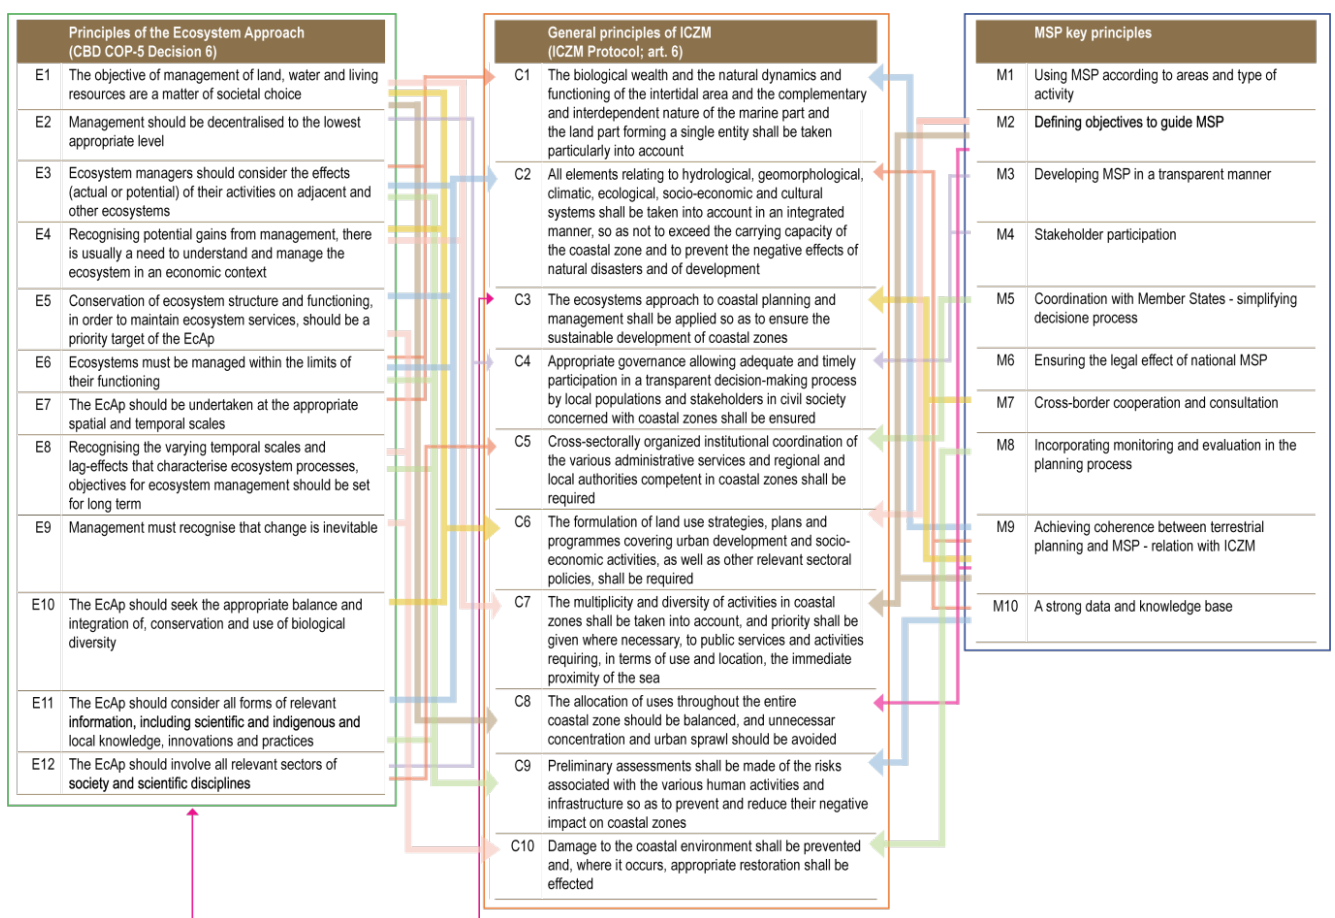 Principles of the Ecosystem Approach
(CBD COP-5 Decision 6)
E1 The objective of management of land, water and living
resources are a matter of societal choice
E2 Management should be decentralised to the lowest
appropriate level
E3 Ecosystem managers should consider the effects
(actual or potential) of their activities on adjacent and
other ecosystems
E4 Recognising potential gains from management, there
is usually a need to understand and manage the
ecosystem in an economic context
E5 Conservation of ecosystem structure and functioning,
in order to maintain ecosystem services, should be a
priority target of the EcAp
E6 Ecosystems must be managed within the limits of
their functioning
E7 The EcAp should be undertaken at the appropriate
spatial and temporal scales
E8 Recognising the varying temporal scales and
lag-effects that characterise ecosystem processes,
objectives for ecosystem management should be set
for long term
E9 Management must recognise that change is inevitable
E10 The EcAp should seek the appropriate balance and
integration of, conservation and use of biological
diversity
E11 The EcAp should consider all forms of relevant
information, including scientific and indigenous and
local knowledge, innovations and practices
E12 The EcAp should involve all relevant sectors of
society and scientific disciplines
General principles of ICZM
(ICZM Protocol; art. 6)
C1 The biological wealth and the natural dynamics and
functioning of the intertidal area and the complementary
and interdependent nature of the marine part and
the land part forming a single entity shall be taken
particularly into account
C2 All elements relating to hydrological, geomorphological,
climatic, ecological, socio-economic and cultural
systems shall be taken into account in an integrated
manner, so as not to exceed the carrying capacity of
the coastal zone and to prevent the negative effects of
natural disasters and of development
C3 The ecosystems approach to coastal planning and
management shall be applied so as to ensure the
sustainable development of coastal zones
C4 Appropriate governance allowing adequate and timely
participation in a transparent decision-making process
by local populations and stakeholders in civil society
concerned with coastal zones shall be ensured
C5 Cross-sectorally organized institutional coordination of
the various administrative services and regional and
local authorities competent in coastal zones shall be
required
C6 The formulation of land use strategies, plans and
programmes covering urban development and socio-
economic activities, as well as other relevant sectoral
policies, shall be required
C7 The multiplicity and diversity of activities in coastal
zones shall be taken into account, and priority shall be
given where necessary, to public services and activities
requiring, in terms of use and location, the immediate
proximity of the sea
C8 The allocation of uses throughout the entire
coastal zone should be balanced, and unnecessar
concentration and urban sprawl should be avoided
C9 Preliminary assessments shall be made of the risks
associated with the various human activities and
infrastructure so as to prevent and reduce their negative
impact on coastal zones
C10 Damage to the coastal environment shall be prevented
and, where it occurs, appropriate restoration shall be
effected
MSP key principles
M1 Using MSP according to areas and type of
activity
M2 Defining objectives to guide MSP
M3 Developing MSP in a transparent manner
M4 Stakeholder participation
M5 Coordination with Member States - simplifying
decisione process
M6 Ensuring the legal effect of national MSP
M7 Cross-border cooperation and consultation
M8 Incorporating monitoring and evaluation in the
planning process
M9 Achieving coherence between terrestrial
planning and MSP - relation with ICZM
M10 A strong data and knowledge base